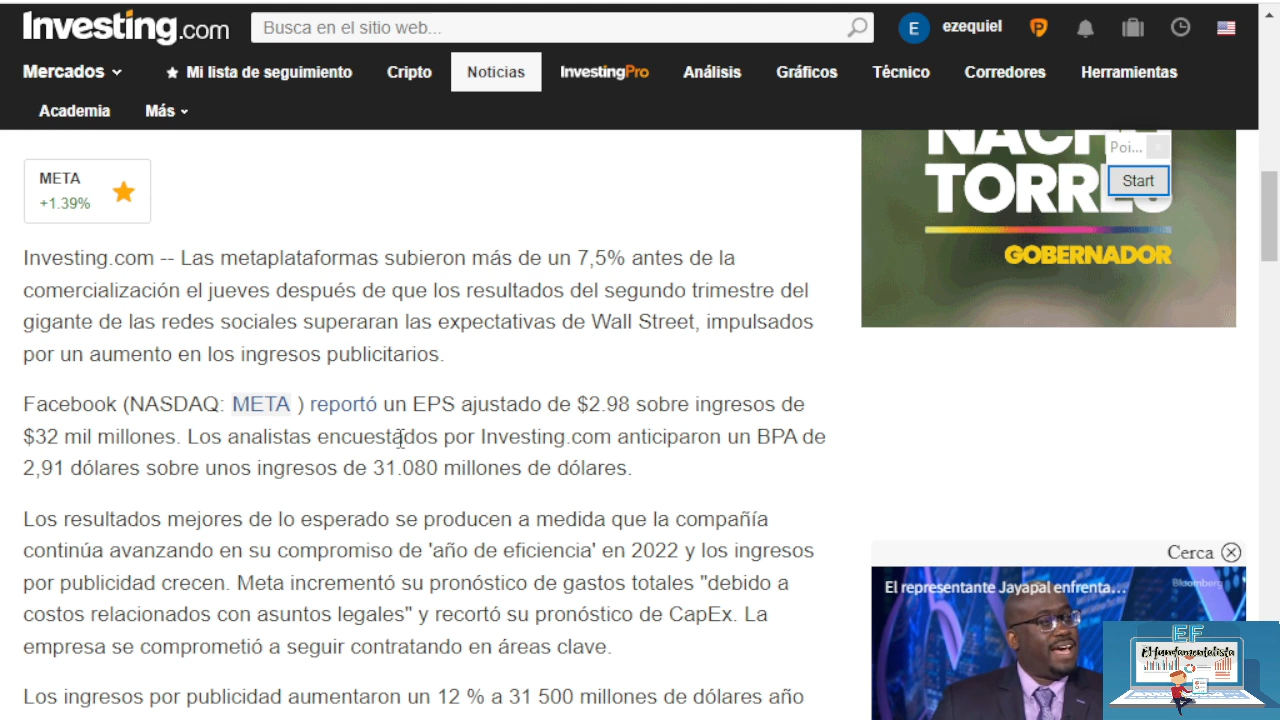 Investing.com
Busca en el sitio web...
E
ezequiel
P
Mercados
Mi lista de seguimiento
Cripto
Noticias
InvestingPro
Análisis
Gráficos
Técnico
Corredores
Herramientas
Academia
Más
META
+1.39%
NACH
TORRES
GOBERNADOR
Poi...
x
Start
Investing.com -- Las metaplataformas subieron más de un 7,5% antes de la
comercialización el jueves después de que los resultados del segundo trimestre del
gigante de las redes sociales superaran las expectativas de Wall Street, impulsados
por un aumento en los ingresos publicitarios.
Facebook (NASDAQ: META ) reportó un EPS ajustado de $2.98 sobre ingresos de
$32 mil millones. Los analistas encuestados por Investing.com anticiparon un BPA de
2,91 dólares sobre unos ingresos de 31.080 millones de dólares.
Los resultados mejores de lo esperado se producen a medida que la compañía
continúa avanzando en su compromiso de 'año de eficiencia' en 2022 y los ingresos
por publicidad crecen. Meta incrementó su pronóstico de gastos totales "debido a
costos relacionados con asuntos legales" y recortó su pronóstico de CapEx. La
empresa se comprometió a seguir contratando en áreas clave.
Los ingresos por publicidad aumentaron un 12 % a 31 500 millones de dólares año
Cerca
El representante Jayapal enfrenta...
Bloomberg
EF
El fundamentalista